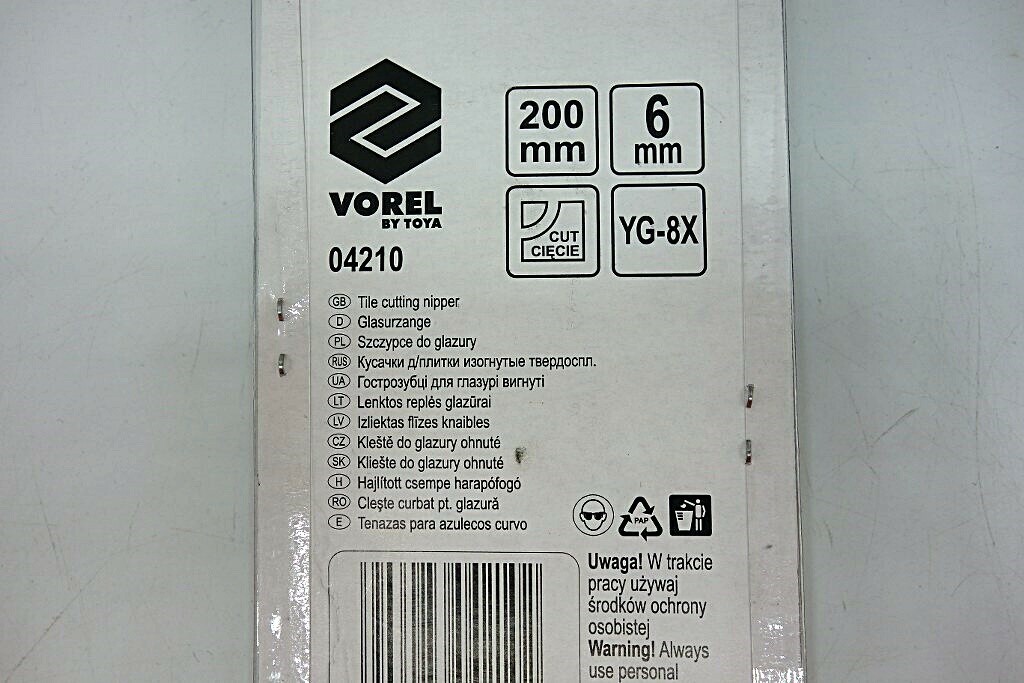 VOREL
BY TOYA
04210
200
mm
6
mm
CUT
CIĘCIE
YG-8X
GB Tile cutting nipper
D Glasurzange
PL Szczypce do glazury
RUS Кусачки д/плитки изогнутые твердоспл.
UA Гострозубці для глазурі вигнуті
LT Lenktos replės glazūrai
LV Izliektas flīzes knaibles
CZ Kleště do glazury ohnuté
SK Kliešte do glazury ohnuté
H Hajlított csempe harapófogó
RO Cleşte curbat pt. glazură
E Tenazas para azulecos curvo
PAP
Uwaga! W trakcie
pracy używaj
środków ochrony
osobistej
Warning! Always
use personal